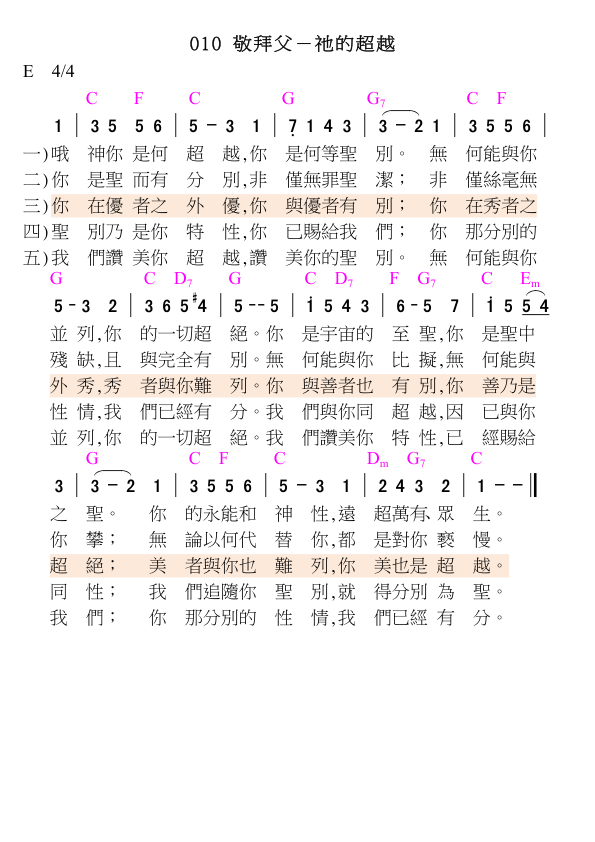 010 敬拜父－祂的超越
E 4/4
C F C G G7 C F
1 | 3 5 5 6 | 5 - 3 1 | 7̣ 1 4 3 | 3 - 2 1 | 3 5 5 6 |
一)哦 神你 是何 超 越,你 是何等聖 別。 無 何能與你
二)你 是聖 而有 分 別,非 僅無罪聖 潔； 非 僅絲毫無
三)你 在優 者之 外 優,你 與優者有 別； 你 在秀者之
四)聖 別乃 是你 特 性,你 已賜給我 們； 你 那分別的
五)我 們讚 美你 超 越,讚 美你的聖 別。 無 何能與你
G C D7 G C D7 F G7 C Em
5 - 3 2 | 3 6 5 #4 | 5 - - 5 | 1̇ 5 4 3 | 6 - 5 7 | 1̇ 5 5 4
並 列,你 的一切超 絕。你 是宇宙的 至 聖,你 是聖中
殘 缺,且 與完全有 別。無 何能與你 比 擬,無 何能與
外 秀,秀 者與你難 列。你 與善者也 有 別,你 善乃是
性 情,我 們已經有 分。我 們與你同 超 越,因 已與你
並 列,你 的一切超 絕。我 們讚美你 特 性,已 經賜給
G C F C Dm G7 C
3 | 3 - 2 1 | 3 5 5 6 | 5 - 3 1 | 2 4 3 2 | 1 - - ‖
之 聖。 你 的永能和 神 性,遠 超萬有、眾 生。
你 攀； 無 論以何代 替 你,都 是對你 褻 慢。
超 絕； 美 者與你也 難 列,你 美也是 超 越。
同 性； 我 們追隨你 聖 別,就 得分別 為 聖。
我 們； 你 那分別的 性 情,我 們已經 有 分。